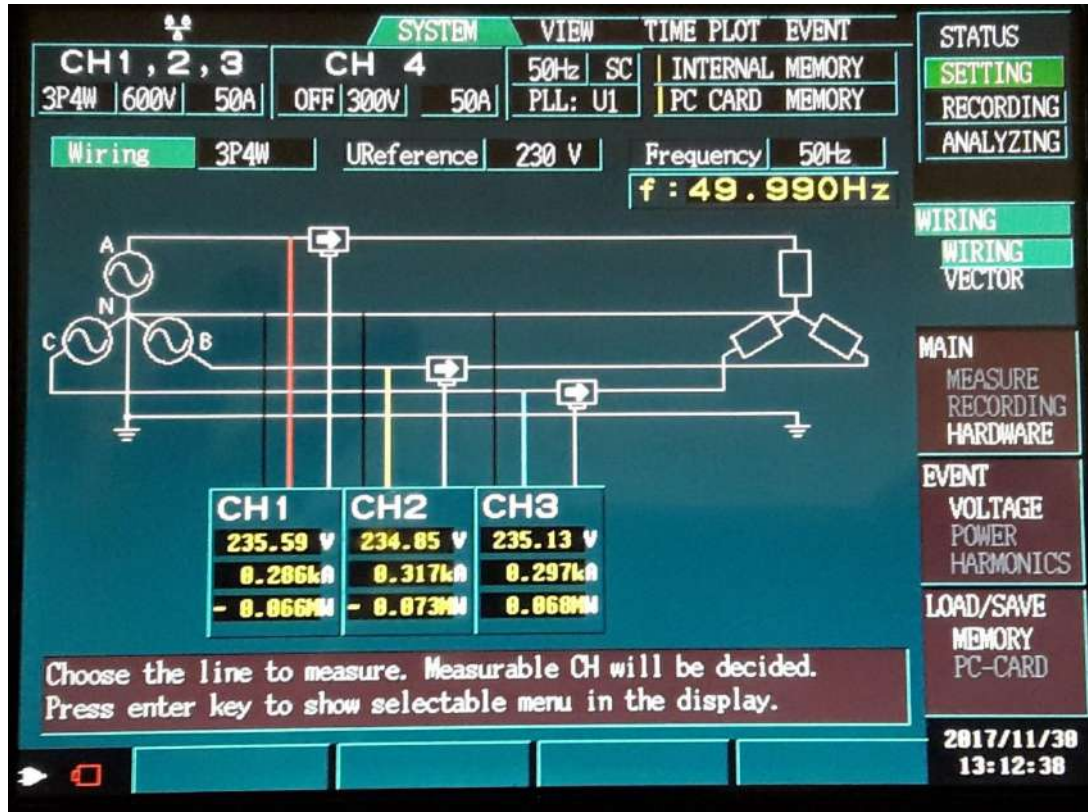 SYSTEM VIEW TIME PLOT EVENT
CH1,2,3 CH 4 50Hz SC INTERNAL MEMORY
3P4W 600V 50A OFF 300V 50A PLL: U1 PC CARD MEMORY
Wiring 3P4W UReference 230 V Frequency 50Hz
f:49.990Hz
A
N
C B
CH1 CH2 CH3
235.59 V 234.85 V 235.13 V
0.286kA 0.317kA 0.297kA
- 0.066MW - 0.073MW 0.068MW
Choose the line to measure. Measurable CH will be decided.
Press enter key to show selectable menu in the display.
STATUS
SETTING
RECORDING
ANALYZING
WIRING
WIRING
VECTOR
MAIN
MEASURE
RECORDING
HARDWARE
EVENT
VOLTAGE
POWER
HARMONICS
LOAD/SAVE
MEMORY
PC-CARD
2017/11/30
13:12:38